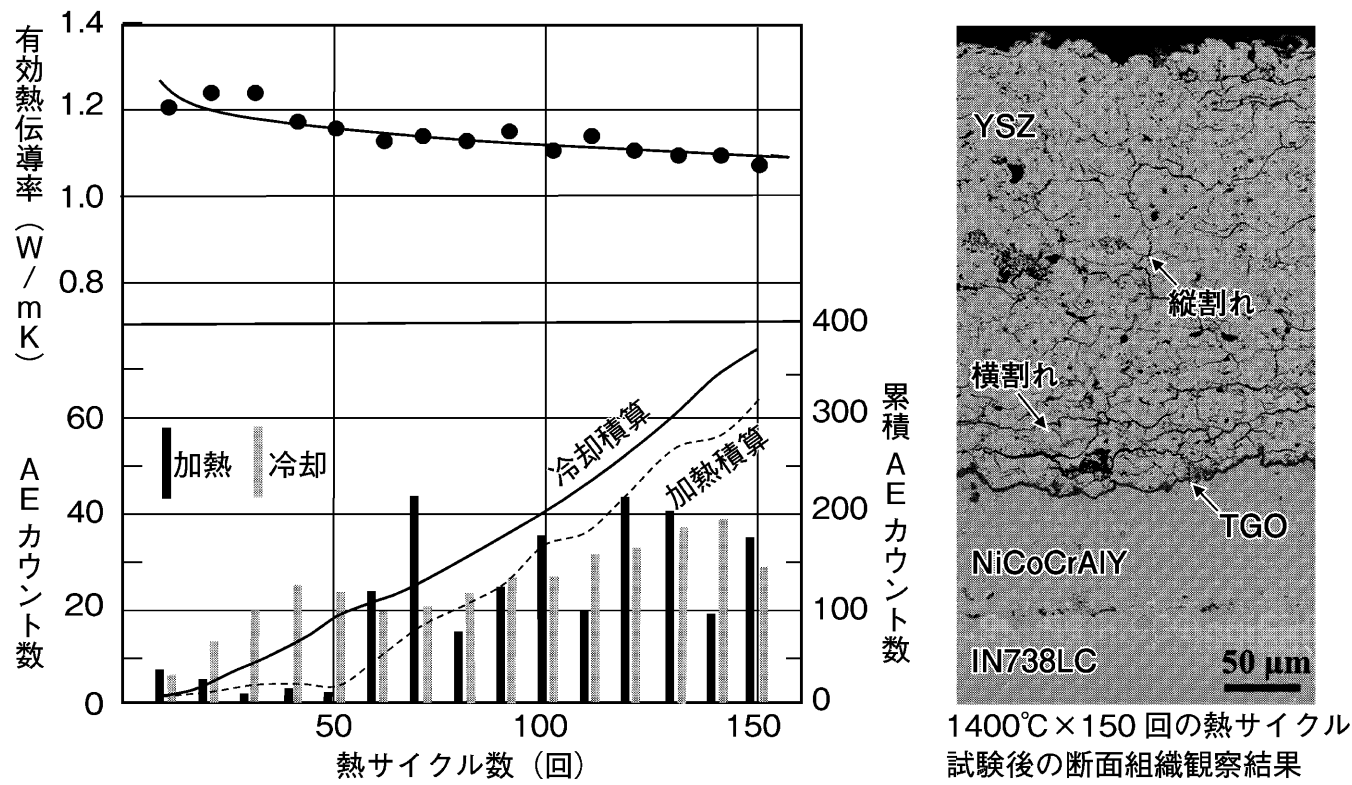 有効熱伝導率（W/mK）
1.4
1.2
1.0
0.8
AEカウント数
60
40
20
0
加熱
冷却
冷却積算
加熱積算
400
300
200
100
0
累積AEカウント数
50
100
150
熱サイクル数（回）
YSZ
縦割れ
横割れ
TGO
NiCoCrAlY
IN738LC
50 μm
1400℃×150 回の熱サイクル
試験後の断面組織観察結果